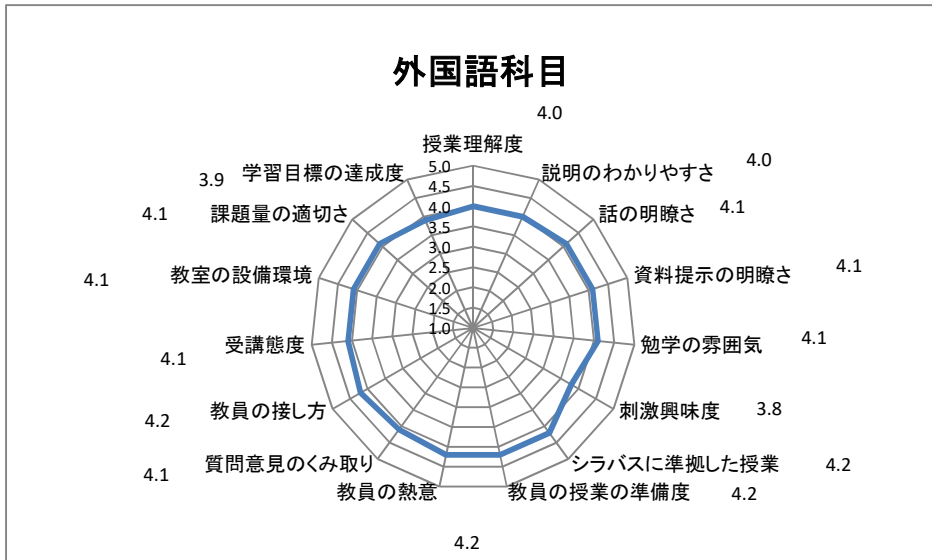 外国語科目
4.0
授業理解度
4.0
説明のわかりやすさ
4.1
話の明瞭さ
4.1
資料提示の明瞭さ
4.1
勉学の雰囲気
3.8
刺激興味度
4.2
シラバスに準拠した授業
4.2
教員の授業の準備度
4.2
教員の熱意
4.1
質問意見のくみ取り
4.2
教員の接し方
4.1
受講態度
4.1
教室の設備環境
4.1
課題量の適切さ
3.9
学習目標の達成度
5.0
4.5
4.0
3.5
3.0
2.5
2.0
1.5
1.0